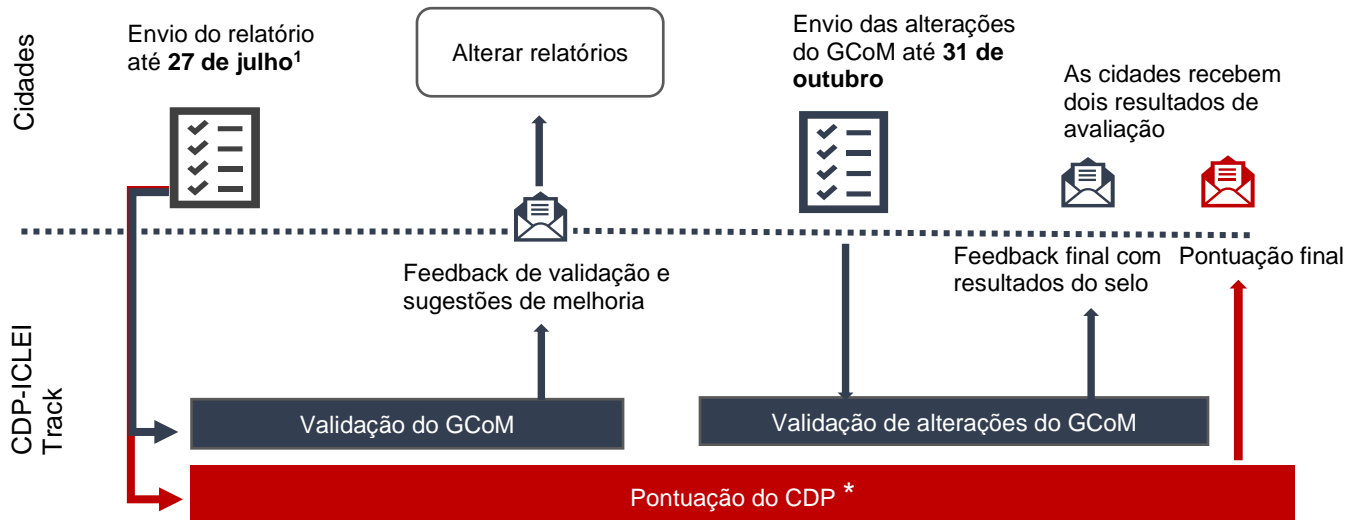 Cidades
Envio do relatório
até 27 de julho¹
Alterar relatórios
Envio das alterações
do GCoM até 31 de
outubro
As cidades recebem
dois resultados de
avaliação
Feedback de validação e
sugestões de melhoria
Feedback final com
resultados do selo
Pontuação final
CDP-ICLEI
Track
Validação do GCoM
Validação de alterações do GCoM
Pontuação do CDP *